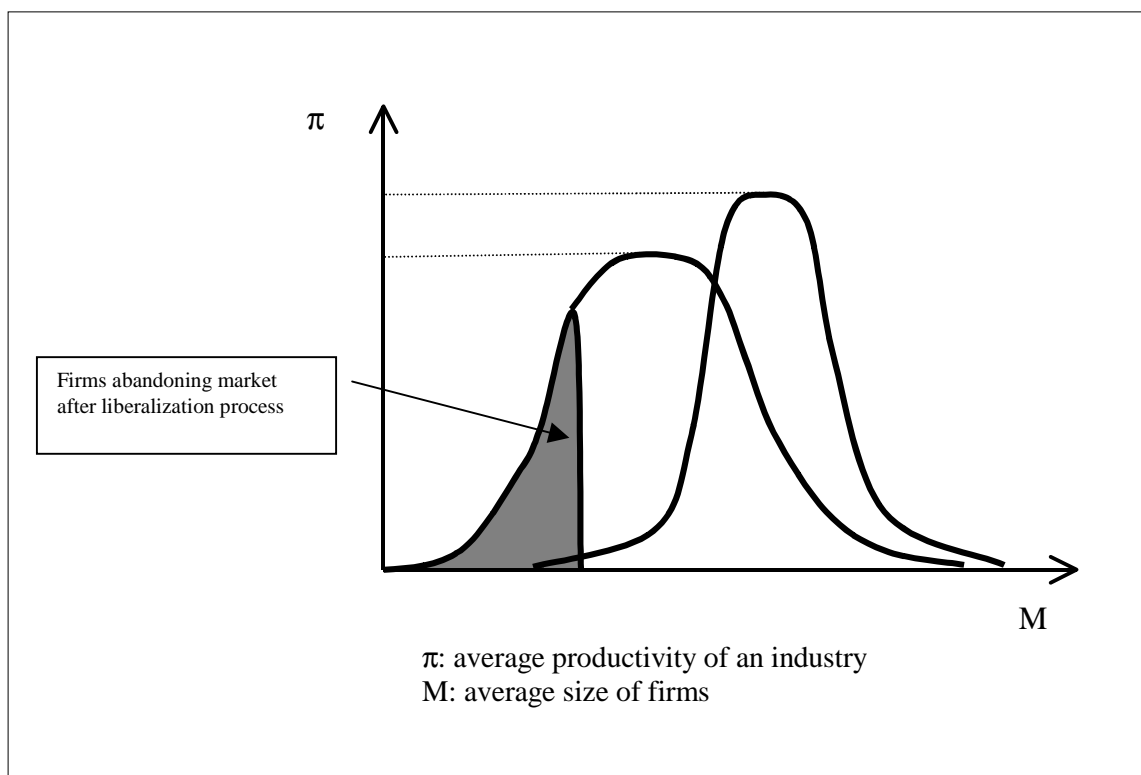 π
Firms abandoning market
after liberalization process
M
π: average productivity of an industry
M: average size of firms